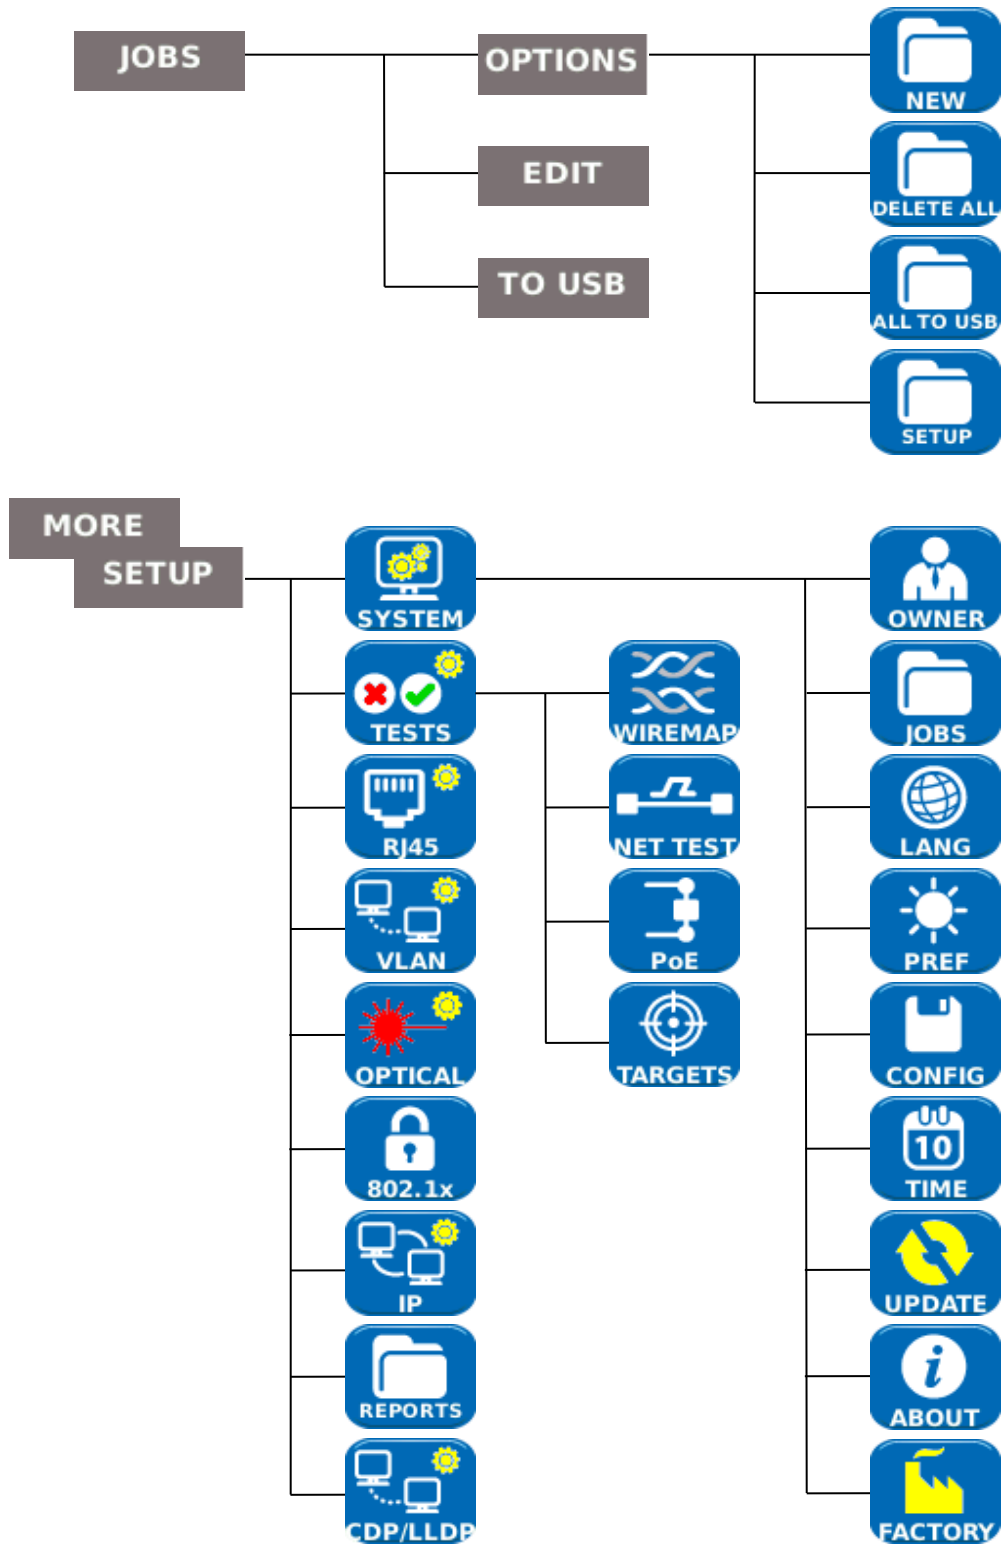 JOBS
OPTIONS
NEW
EDIT
DELETE ALL
TO USB
ALL TO USB
SETUP
MORE
SETUP
SYSTEM
OWNER
TESTS
WIREMAP
JOBS
RJ45
NET TEST
LANG
VLAN
PoE
PREF
OPTICAL
TARGETS
CONFIG
802.1x
10
TIME
IP
UPDATE
REPORTS
i
ABOUT
CDP/LLDP
FACTORY